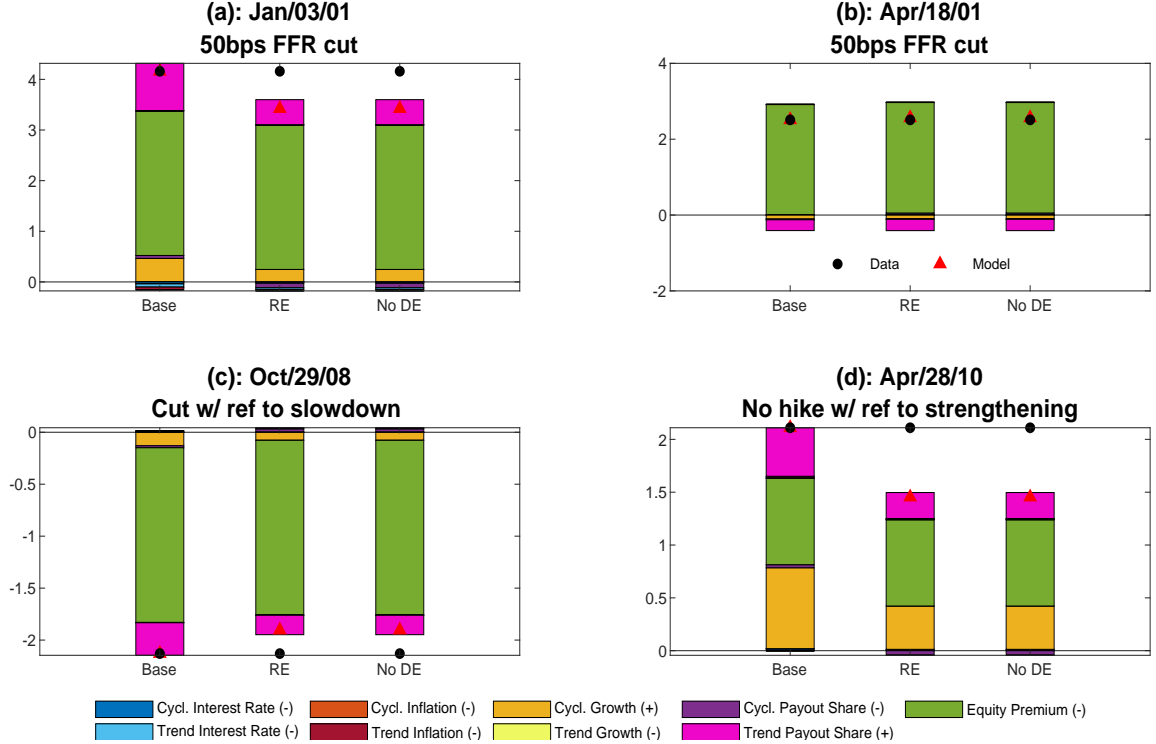 (a): Jan/03/01
50bps FFR cut
4
3
2
1
0
Base RE No DE
(b): Apr/18/01
50bps FFR cut
4
2
0
-2
Data Model
Base RE No DE
(c): Oct/29/08
Cut w/ ref to slowdown
0
-0.5
-1
-1.5
-2
Base RE No DE
(d): Apr/28/10
No hike w/ ref to strengthening
2
1.5
1
0.5
0
Base RE No DE
Cycl. Interest Rate (-) Cycl. Inflation (-) Cycl. Growth (+) Cycl. Payout Share (-) Equity Premium (-)
Trend Interest Rate (-) Trend Inflation (-) Trend Growth (-) Trend Payout Share (+)